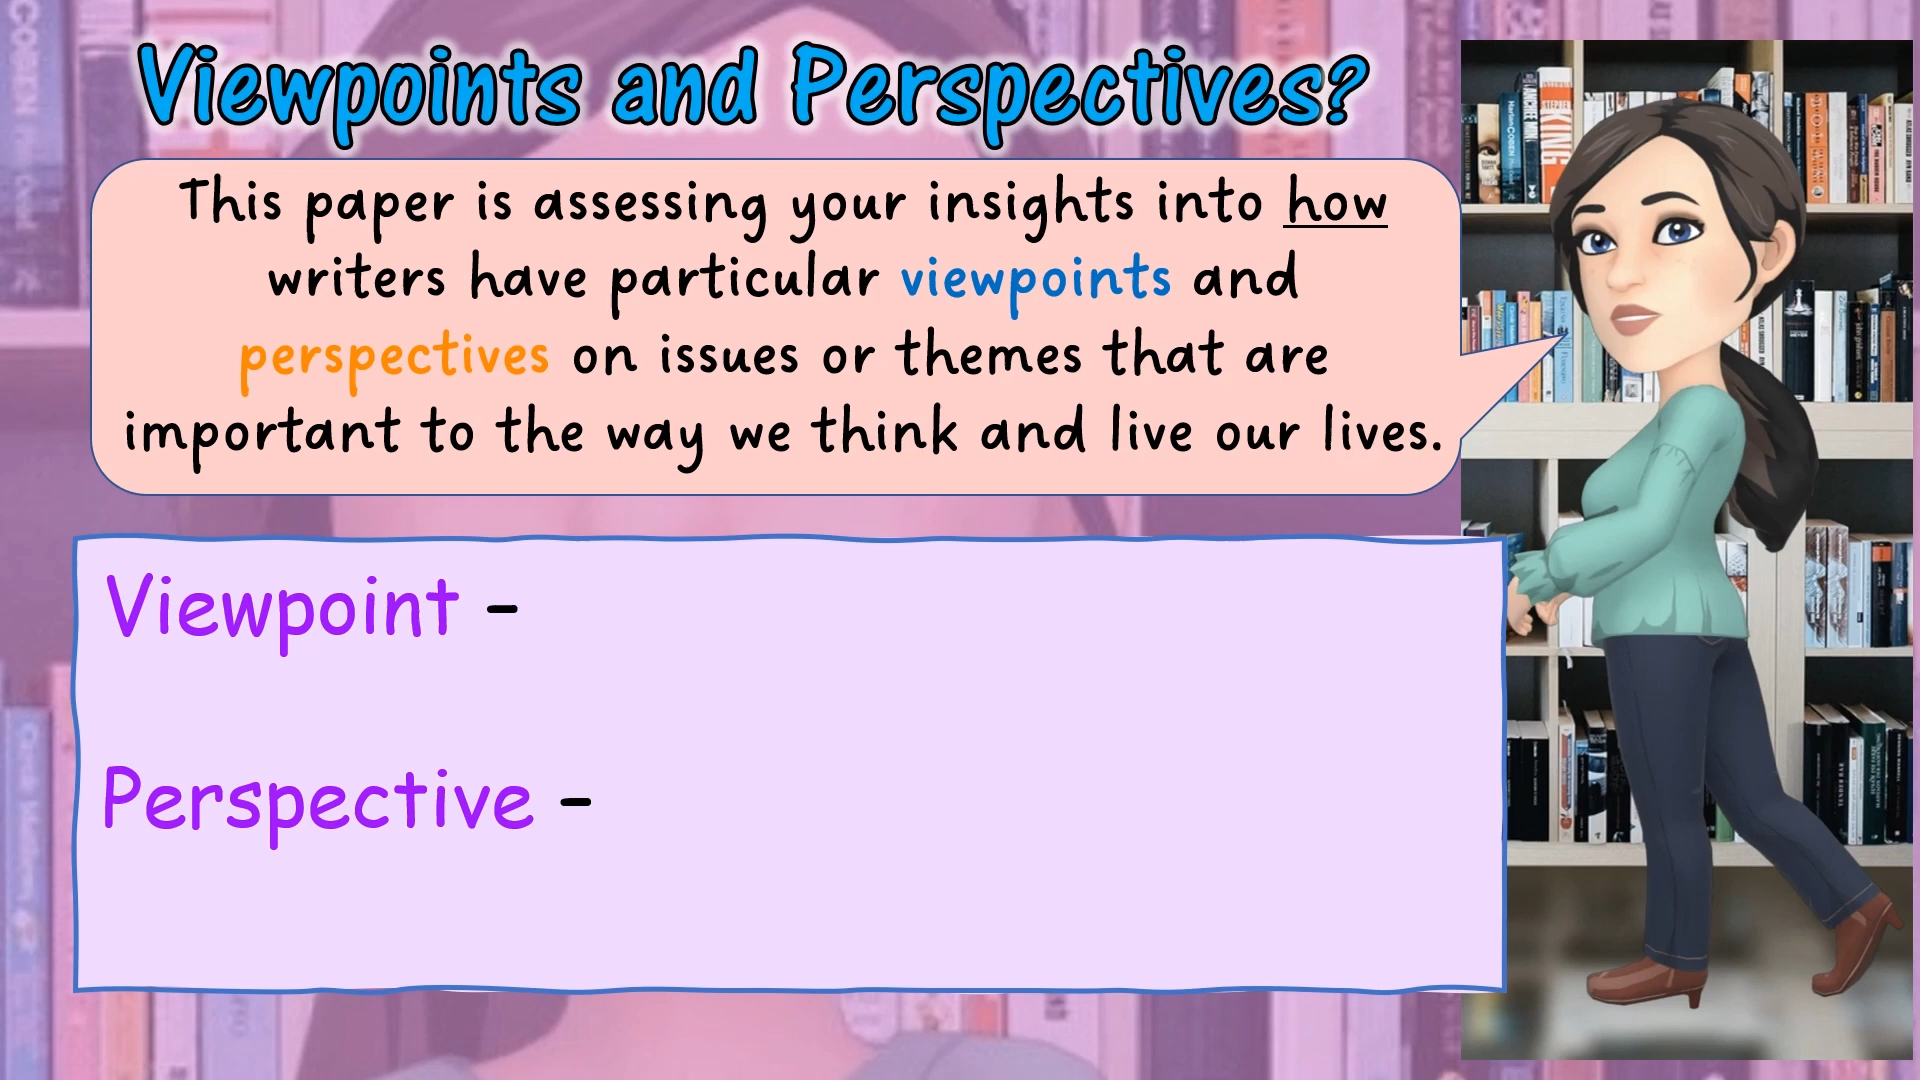 Viewpoints and Perspectives?
This paper is assessing your insights into how
writers have particular viewpoints and
perspectives on issues or themes that are
important to the way we think and live our lives.
Viewpoint -
Perspective -